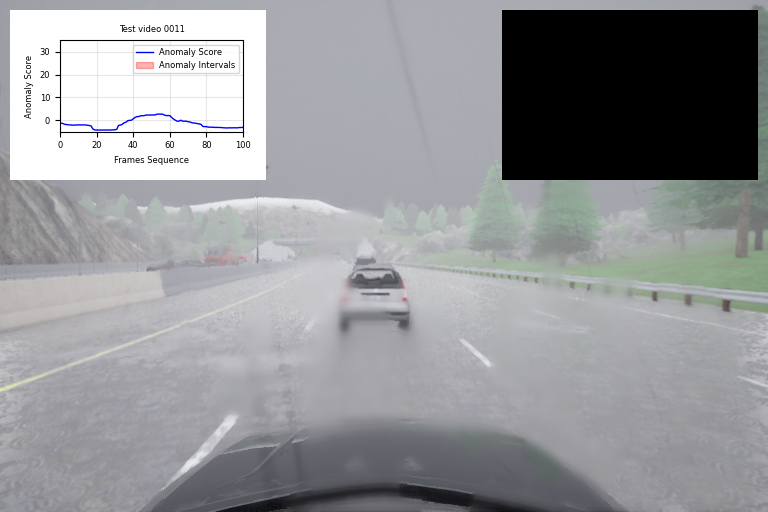 Test video 0011
Anomaly Score
Anomaly Intervals
Anomaly Score
30
20
10
0
0 20 40 60 80 100
Frames Sequence